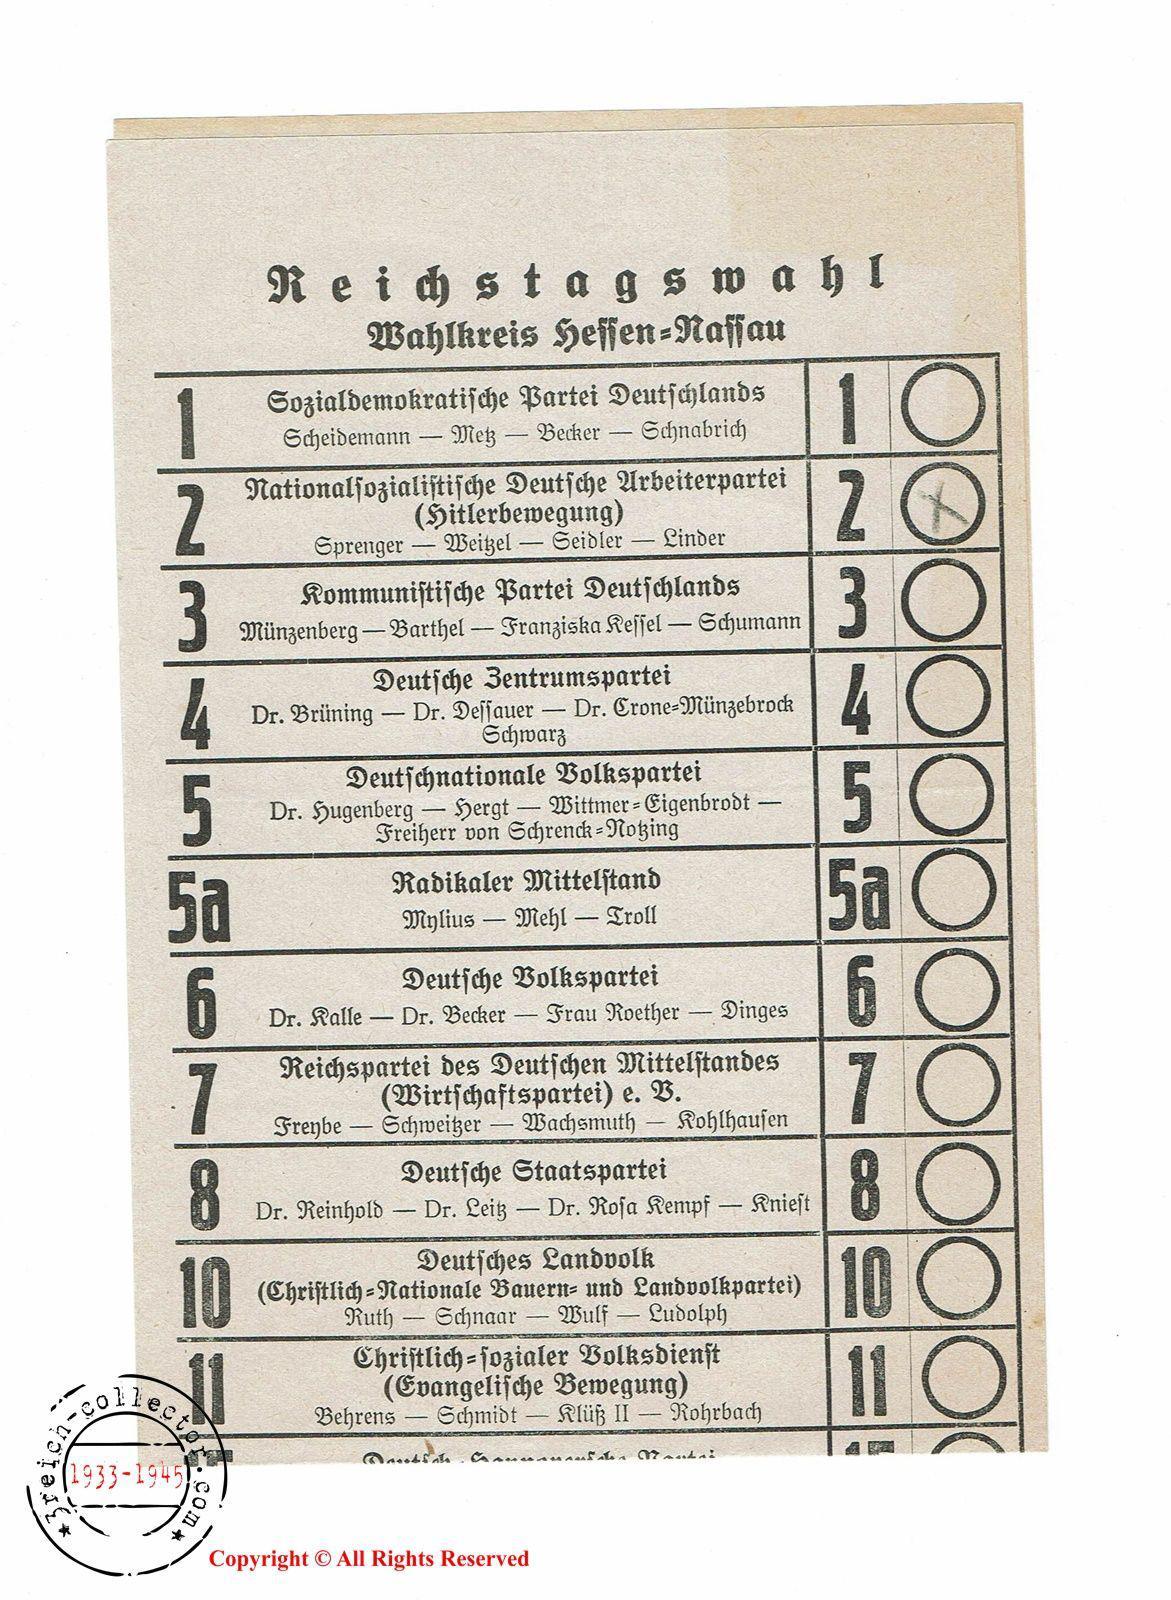 Reichstagswahl
Wahlkreis Hessen=Nassau
1 Sozialdemokratische Partei Deutschlands 1
Scheidemann — Metz — Becker — Schnabrich
2 Nationalsozialistische Deutsche Arbeiterpartei 2
(Hitlerbewegung)
Sprenger — Weitzel — Seidler — Linder
3 Kommunistische Partei Deutschlands 3
Münzenberg — Barthel — Franziska Kessel — Schumann
4 Deutsche Zentrumspartei 4
Dr. Brüning — Dr. Dessauer — Dr. Crone=Münzebrock
Schwarz
5 Deutschnationale Volkspartei 5
Dr. Hugenberg — Hergt — Wittmer=Eigenbrodt —
Freiherr von Schrenck=Notzing
5a Radikaler Mittelstand 5a
Mylius — Mehl — Troll
6 Deutsche Volkspartei 6
Dr. Kalle — Dr. Becker — Frau Roether — Dinges
7 Reichspartei des Deutschen Mittelstandes 7
(Wirtschaftspartei) e. V.
Freybe — Schweitzer — Wachsmuth — Kohlhausen
8 Deutsche Staatspartei 8
Dr. Reinhold — Dr. Leitz — Dr. Rosa Kempf — Kniest
10 Deutsches Landvolk 10
(Christlich=Nationale Bauern= und Landvolkpartei)
Ruth — Schnaar — Wulf — Ludolph
11 Christlich=sozialer Volksdienst 11
(Evangelische Bewegung)
Behrens — Schmidt — Klüß II — Rohrbach
Deutsch=Hannoversche Partei
3reich-collector.com
1933-1945
Copyright © All Rights Reserved